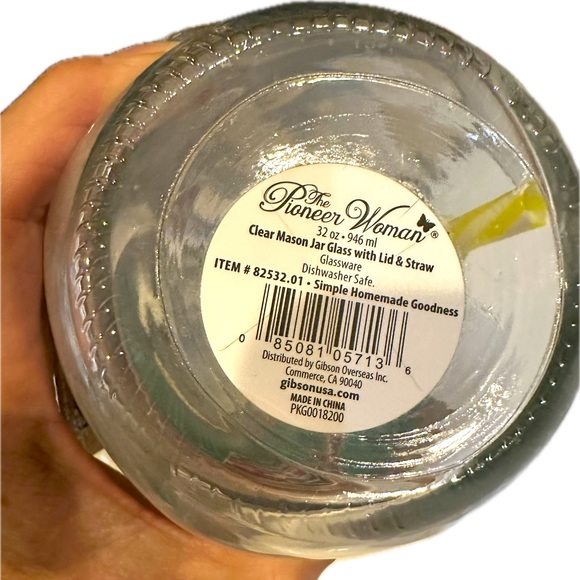 The
Pioneer Woman®
32 oz • 946 ml
Clear Mason Jar Glass with Lid & Straw
Glassware
Dishwasher Safe.
ITEM # 82532.01 • Simple Homemade Goodness
0 85081 05713 6
Distributed by Gibson Overseas Inc.
Commerce, CA 90040
gibsonusa.com
MADE IN CHINA
PKG0018200